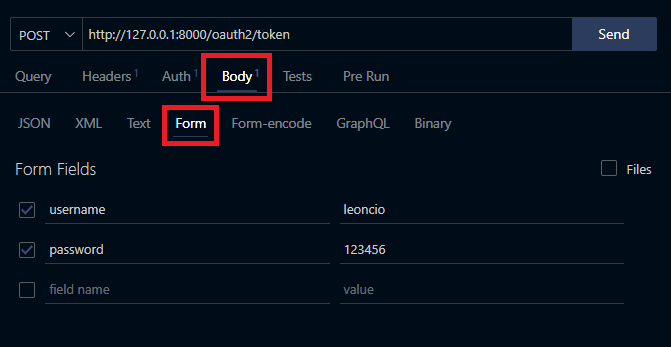 POST http://127.0.0.1:8000/oauth2/token Send
Query Headers 1 Auth 1 Body 1 Tests Pre Run
JSON XML Text Form Form-encode GraphQL Binary
Form Fields Files
username leoncio
password 123456
field name value